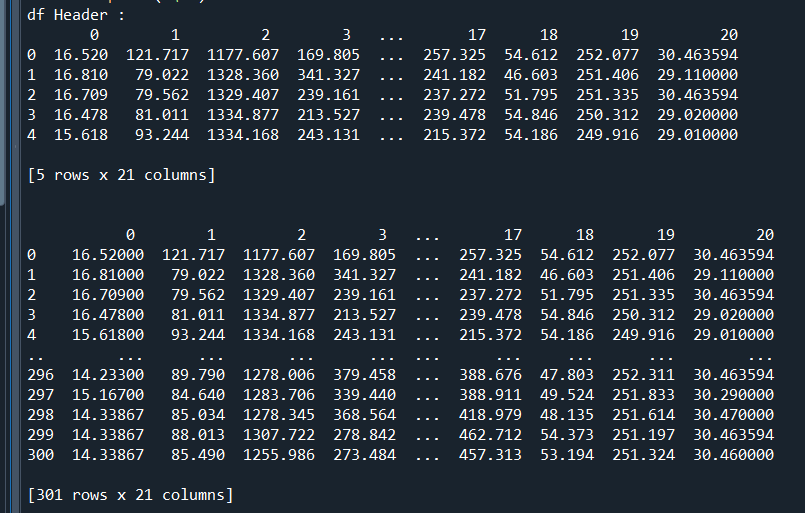 df Header :
        0        1         2        3  ...       17      18       19         20
0  16.520  121.717  1177.607  169.805  ...  257.325  54.612  252.077  30.463594
1  16.810   79.022  1328.360  341.327  ...  241.182  46.603  251.406  29.110000
2  16.709   79.562  1329.407  239.161  ...  237.272  51.795  251.335  30.463594
3  16.478   81.011  1334.877  213.527  ...  239.478  54.846  250.312  29.020000
4  15.618   93.244  1334.168  243.131  ...  215.372  54.186  249.916  29.010000
[5 rows x 21 columns]
            0        1         2        3  ...       17      18       19         20
0    16.52000  121.717  1177.607  169.805  ...  257.325  54.612  252.077  30.463594
1    16.81000   79.022  1328.360  341.327  ...  241.182  46.603  251.406  29.110000
2    16.70900   79.562  1329.407  239.161  ...  237.272  51.795  251.335  30.463594
3    16.47800   81.011  1334.877  213.527  ...  239.478  54.846  250.312  29.020000
4    15.61800   93.244  1334.168  243.131  ...  215.372  54.186  249.916  29.010000
..        ...      ...       ...      ...  ...      ...     ...      ...        ...
296  14.23300   89.790  1278.006  379.458  ...  388.676  47.803  252.311  30.463594
297  15.16700   84.640  1283.706  339.440  ...  388.911  49.524  251.833  30.290000
298  14.33867   85.034  1278.345  368.564  ...  418.979  48.135  251.614  30.470000
299  14.33867   88.013  1307.722  278.842  ...  462.712  54.373  251.197  30.463594
300  14.33867   85.490  1255.986  273.484  ...  457.313  53.194  251.324  30.460000
[301 rows x 21 columns]